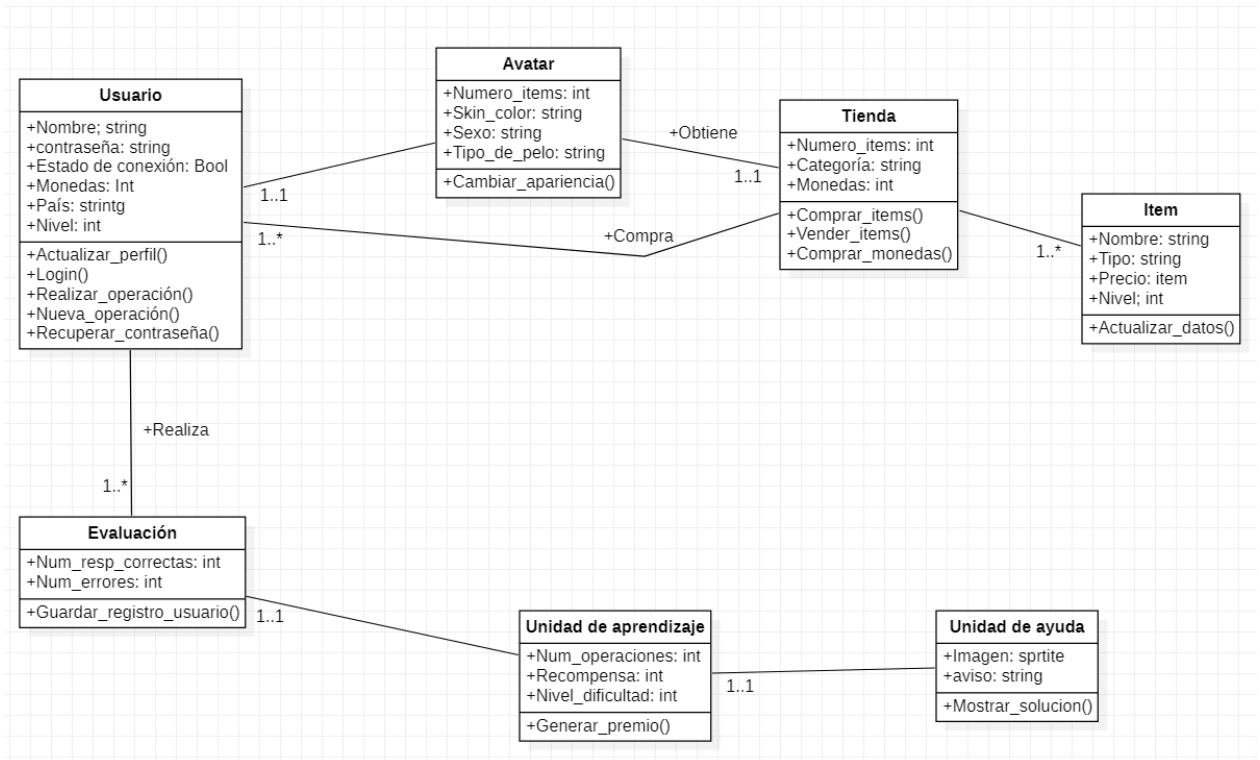 Avatar
+Numero_items: int
+Skin_color: string
+Sexo: string
+Tipo_de_pelo: string
+Cambiar_apariencia()
Usuario
+Nombre; string
+contraseña: string
+Estado de conexión: Bool
+Monedas: Int
+País: strintg
+Nivel: int
+Actualizar_perfil()
+Login()
+Realizar_operación()
+Nueva_operación()
+Recuperar_contraseña()
1..1
1..*
+Obtiene
1..1
+Compra
Tienda
+Numero_items: int
+Categoría: string
+Monedas: int
+Comprar_items()
+Vender_items()
+Comprar_monedas()
1..*
Item
+Nombre: string
+Tipo: string
+Precio: item
+Nivel; int
+Actualizar_datos()
+Realiza
1..*
Evaluación
+Num_resp_correctas: int
+Num_errores: int
+Guardar_registro_usuario()
1..1
Unidad de aprendizaje
+Num_operaciones: int
+Recompensa: int
+Nivel_dificultad: int
+Generar_premio()
1..1
Unidad de ayuda
+Imagen: sprtite
+aviso: string
+Mostrar_solucion()